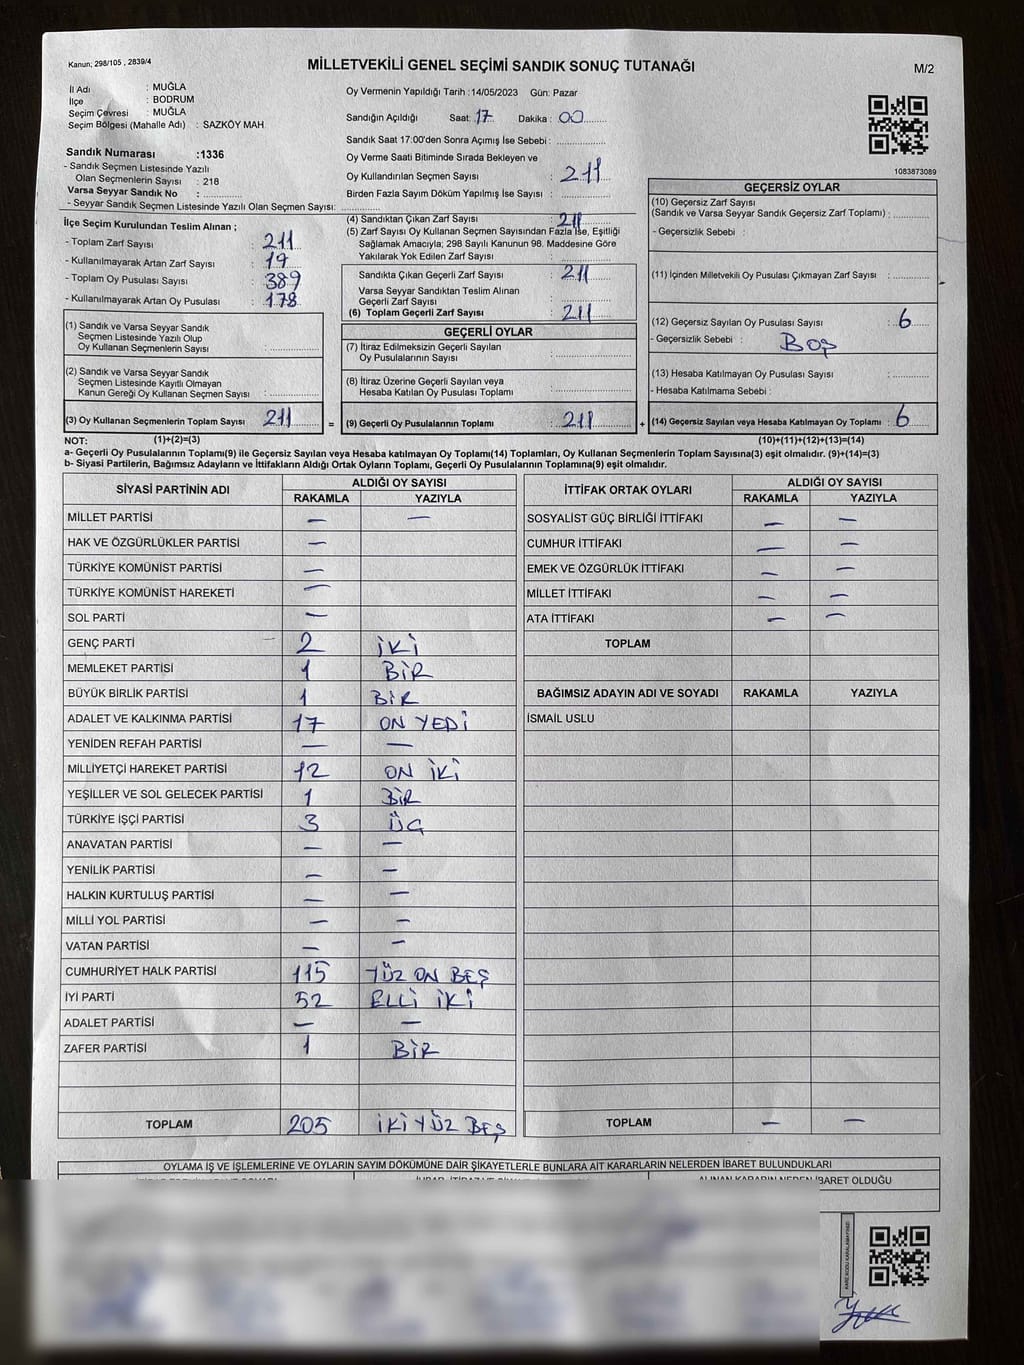 Kanun; 298/105 , 2839/4
MİLLETVEKİLİ GENEL SEÇİMİ SANDIK SONUÇ TUTANAĞI
M/2
İl Adı : MUĞLA
İlçe : BODRUM
Seçim Çevresi : MUĞLA
Seçim Bölgesi (Mahalle Adı) : SAZKÖY MAH
Sandık Numarası :1336
- Sandık Seçmen Listesinde Yazılı
Olan Seçmenlerin Sayısı : 218
Varsa Seyyar Sandık No :
- Seyyar Sandık Seçmen Listesinde Yazılı Olan Seçmen Sayısı:
Oy Vermenin Yapıldığı Tarih :14/05/2023 Gün: Pazar
Sandığın Açıldığı Saat: 17 Dakika : 00
Sandık Saat 17:00'den Sonra Açımış İse Sebebi :
Oy Verme Saati Bitiminde Sırada Bekleyen ve
Oy Kullandırılan Seçmen Sayısı : 211
Birden Fazla Sayım Döküm Yapılmış İse Sayısı :
1083873089
İlçe Seçim Kurulundan Teslim Alınan ;
- Toplam Zarf Sayısı : 211
- Kullanılmayarak Artan Zarf Sayısı : 19
- Toplam Oy Pusulası Sayısı : 389
- Kullanılmayarak Artan Oy Pusulası : 178
(1) Sandık ve Varsa Seyyar Sandık
Seçmen Listesinde Yazılı Olup
Oy Kullanan Seçmenlerin Sayısı :
(2) Sandık ve Varsa Seyyar Sandık
Seçmen Listesinde Kayıtlı Olmayan
Kanun Gereği Oy Kullanan Seçmen Sayısı :
(3) Oy Kullanan Seçmenlerin Toplam Sayısı : 211 =
(4) Sandıktan Çıkan Zarf Sayısı : 211
(5) Zarf Sayısı Oy Kullanan Seçmen Sayısından Fazla İse, Eşitliği
Sağlamak Amacıyla; 298 Sayılı Kanunun 98. Maddesine Göre
Yakılarak Yok Edilen Zarf Sayısı :
Sandıkta Çıkan Geçerli Zarf Sayısı : 211
Varsa Seyyar Sandıktan Teslim Alınan
Geçerli Zarf Sayısı :
(6) Toplam Geçerli Zarf Sayısı : 211
GEÇERLİ OYLAR
(7) İtiraz Edilmeksizin Geçerli Sayılan
Oy Pusulalarının Sayısı :
(8) İtiraz Üzerine Geçerli Sayılan veya
Hesaba Katılan Oy Pusulası Toplamı :
(9) Geçerli Oy Pusulalarının Toplamı : 211 +
GEÇERSİZ OYLAR
(10) Geçersiz Zarf Sayısı
(Sandık ve Varsa Seyyar Sandık Geçersiz Zarf Toplamı) :
- Geçersizlik Sebebi :
(11) İçinden Milletvekili Oy Pusulası Çıkmayan Zarf Sayısı :
(12) Geçersiz Sayılan Oy Pusulası Sayısı : 6
- Geçersizlik Sebebi : BOŞ
(13) Hesaba Katılmayan Oy Pusulası Sayısı :
- Hesaba Katılmama Sebebi :
(14) Geçersiz Sayılan veya Hesaba Katılmayan Oy Toplamı : 6
NOT: (1)+(2)=(3) (10)+(11)+(12)+(13)=(14)
a- Geçerli Oy Pusulalarının Toplamı(9) ile Geçersiz Sayılan veya Hesaba katılmayan Oy Toplamı(14) Toplamları, Oy Kullanan Seçmenlerin Toplam Sayısına(3) eşit olmalıdır. (9)+(14)=(3)
b- Siyasi Partilerin, Bağımsız Adayların ve İttifakların Aldığı Ortak Oyların Toplamı, Geçerli Oy Pusulalarının Toplamına(9) eşit olmalıdır.
SİYASİ PARTİNİN ADI ALDIĞI OY SAYISI
RAKAMLA YAZIYLA
MİLLET PARTİSİ — —
HAK VE ÖZGÜRLÜKLER PARTİSİ —
TÜRKİYE KOMÜNİST PARTİSİ —
TÜRKİYE KOMÜNİST HAREKETİ —
SOL PARTİ —
GENÇ PARTİ 2 İKİ
MEMLEKET PARTİSİ 1 BİR
BÜYÜK BİRLİK PARTİSİ 1 BİR
ADALET VE KALKINMA PARTİSİ 17 ON YEDİ
YENİDEN REFAH PARTİSİ — —
MİLLİYETÇİ HAREKET PARTİSİ 12 ON İKİ
YEŞİLLER VE SOL GELECEK PARTİSİ 1 BİR
TÜRKİYE İŞÇİ PARTİSİ 3 ÜÇ
ANAVATAN PARTİSİ — —
YENİLİK PARTİSİ — —
HALKIN KURTULUŞ PARTİSİ — —
MİLLİ YOL PARTİSİ — —
VATAN PARTİSİ — —
CUMHURİYET HALK PARTİSİ 115 YÜZ ON BEŞ
İYİ PARTİ 52 ELLİ İKİ
ADALET PARTİSİ — —
ZAFER PARTİSİ 1 BİR
TOPLAM 205 İKİ YÜZ BEŞ
İTTİFAK ORTAK OYLARI ALDIĞI OY SAYISI
RAKAMLA YAZIYLA
SOSYALİST GÜÇ BİRLİĞİ İTTİFAKI — —
CUMHUR İTTİFAKI — —
EMEK VE ÖZGÜRLÜK İTTİFAKI — —
MİLLET İTTİFAKI — —
ATA İTTİFAKI — —
TOPLAM
BAĞIMSIZ ADAYIN ADI VE SOYADI RAKAMLA YAZIYLA
İSMAİL USLU
TOPLAM — —
OYLAMA İŞ VE İŞLEMLERİNE VE OYLARIN SAYIM DÖKÜMÜNE DAİR ŞİKAYETLERLE BUNLARA AİT KARARLARIN NELERDEN İBARET BULUNDUKLARI
ALINAN KARARIN NEDEN İBARET OLDUĞU